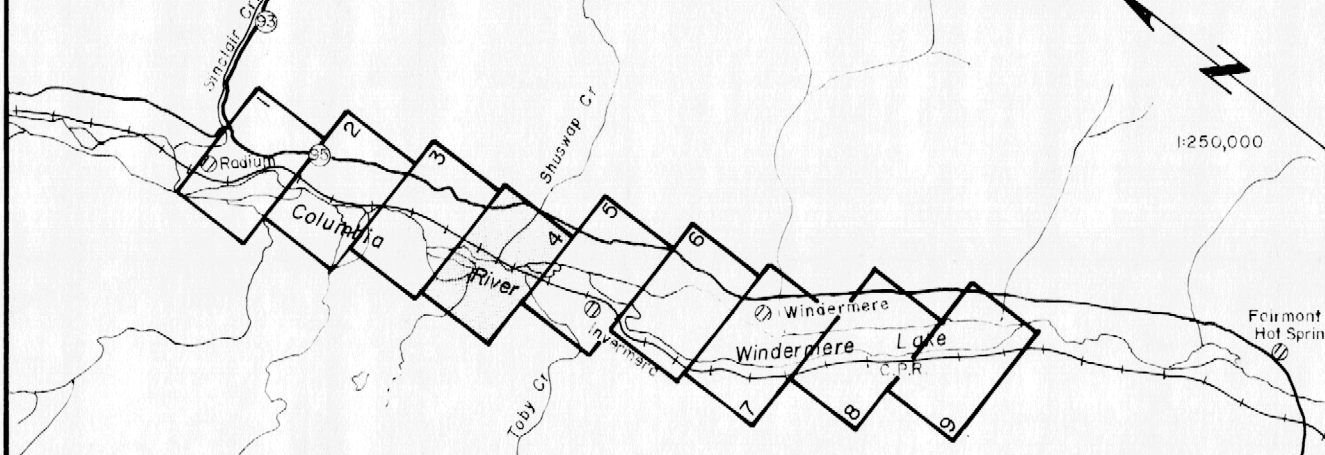 Sinclair Cr
93
1
2
3
4
5
6
7
8
9
Radium
95
Columbia
River
Shuswap Cr
Invermere
Toby Cr
Windermere
Windermere Lake
C.P.R.
N
1:250,000
Fairmont
Hot Sprin